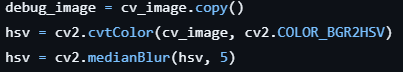 debug_image = cv_image.copy()
hsv = cv2.cvtColor(cv_image, cv2.COLOR_BGR2HSV)
hsv = cv2.medianBlur(hsv, 5)